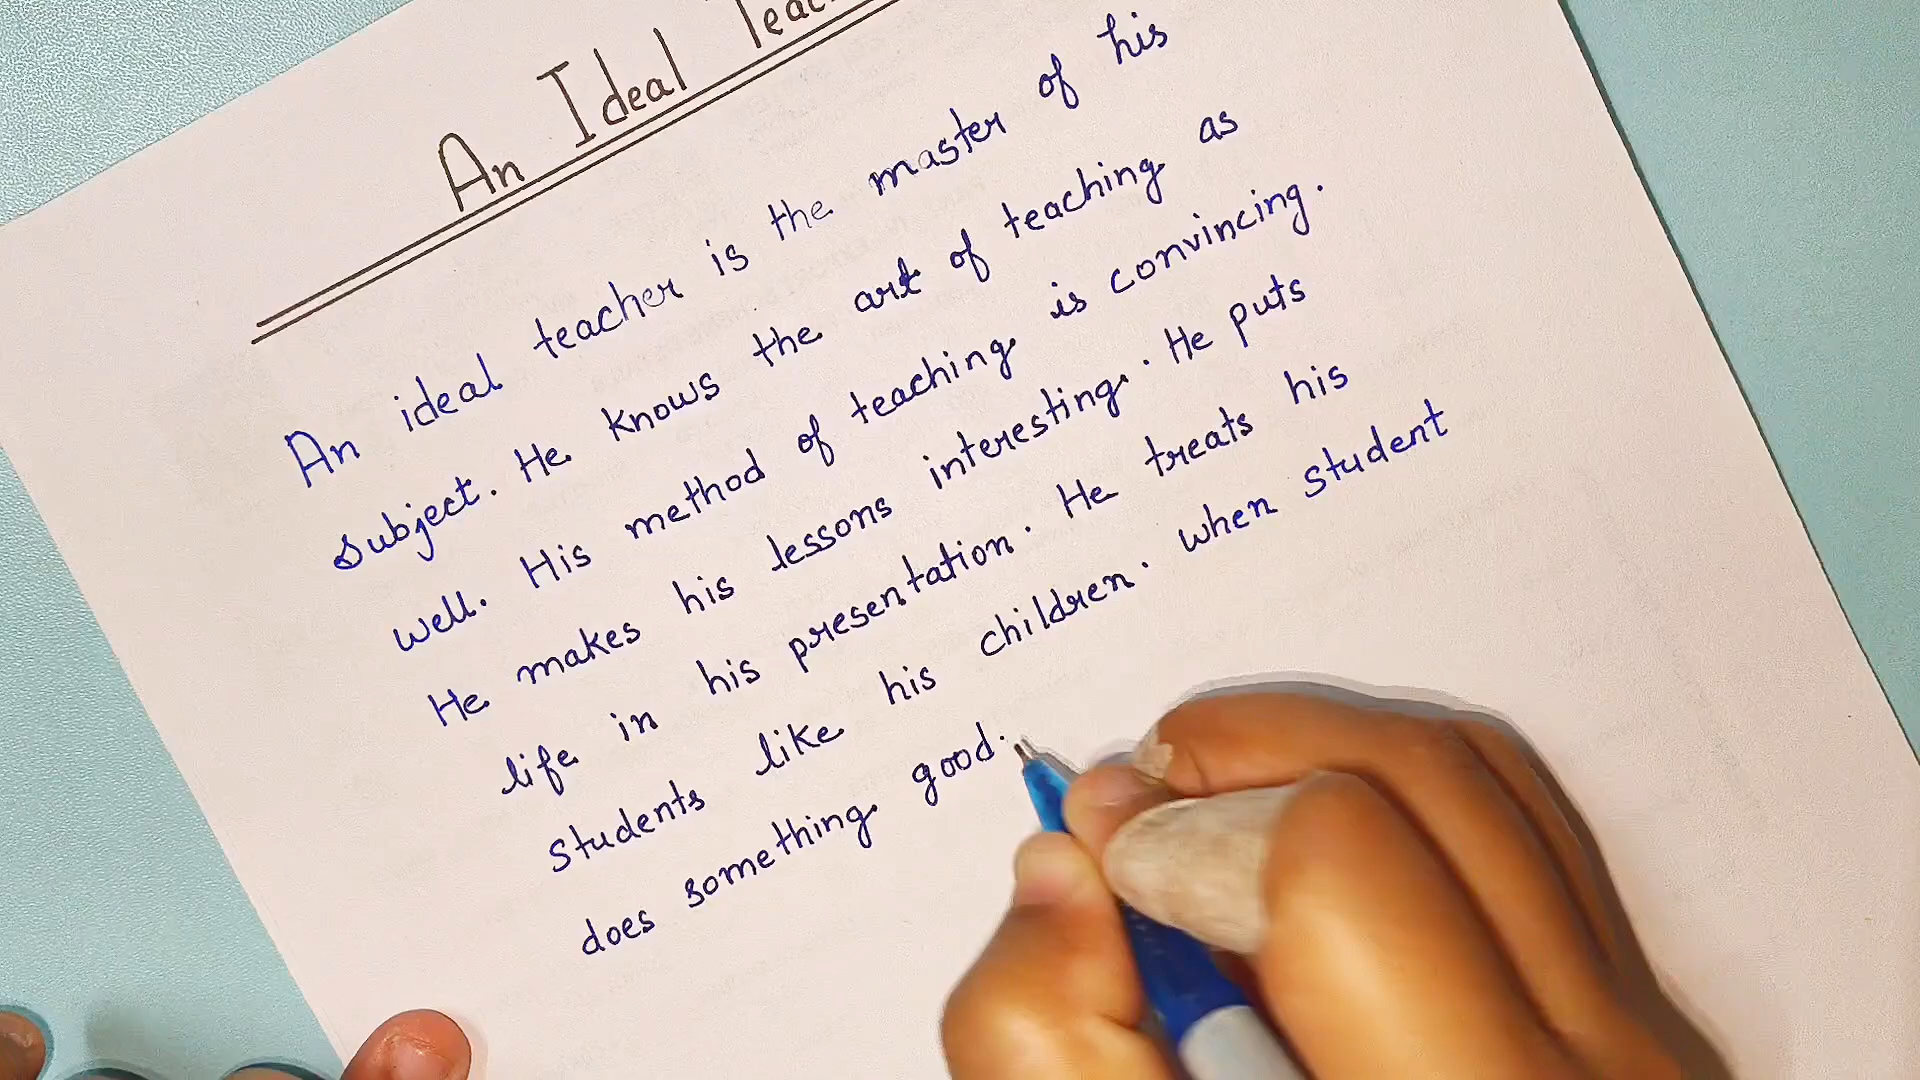 An Ideal Teac
An ideal teacher is the master of his
subject. He knows the art of teaching as
well. His method of teaching is convincing.
He makes his lessons interesting. He puts
life in his presentation. He treats his
students like his children. when student
does something good.